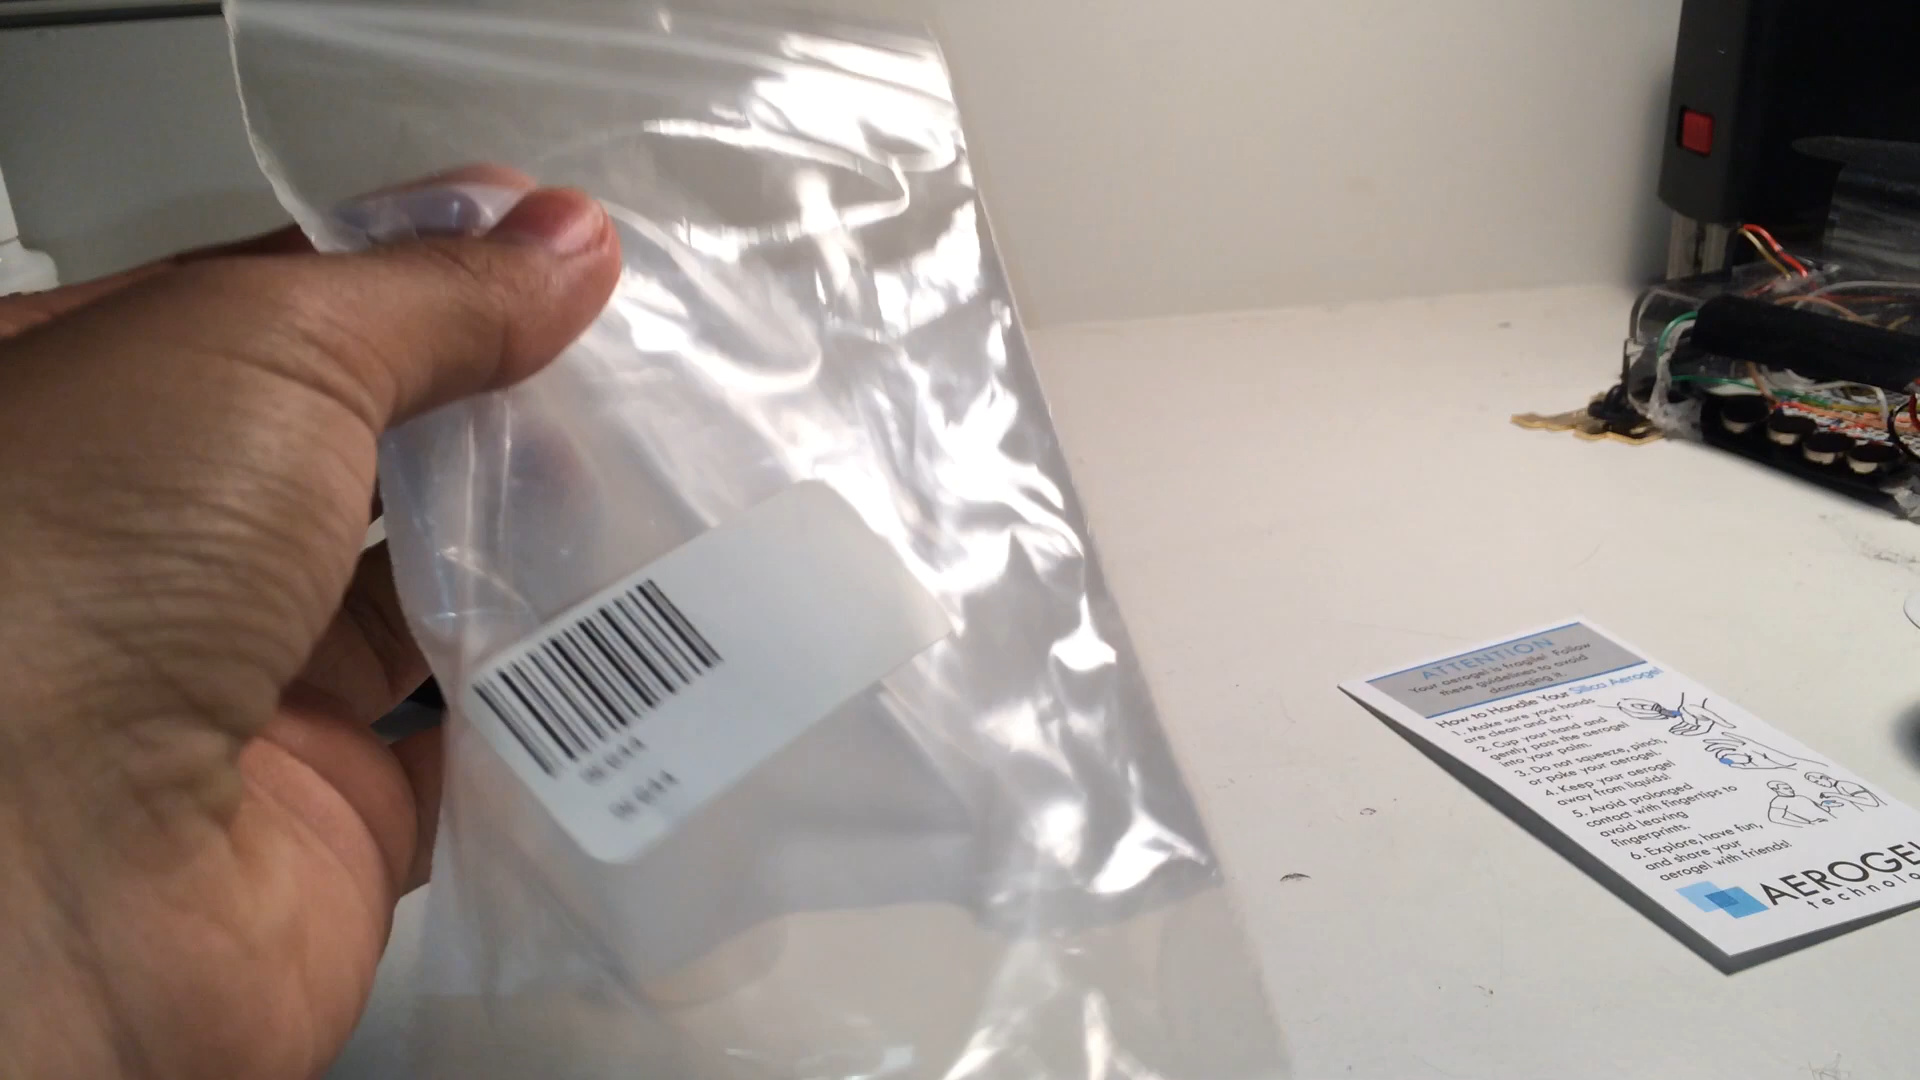 ATTENTION
Your aerogel is fragile! Follow
these guidelines to avoid
damaging it.
How to Handle Your Silica Aerogel
1. Make sure your hands
are clean and dry.
2. Cup your hand and
gently pass the aerogel
into your palm.
3. Do not squeeze, pinch,
or poke your aerogel.
4. Keep your aerogel
away from liquids!
5. Avoid prolonged
contact with fingertips to
avoid leaving
fingerprints.
6. Explore, have fun,
and share your
aerogel with friends!
AEROGEL
technolo